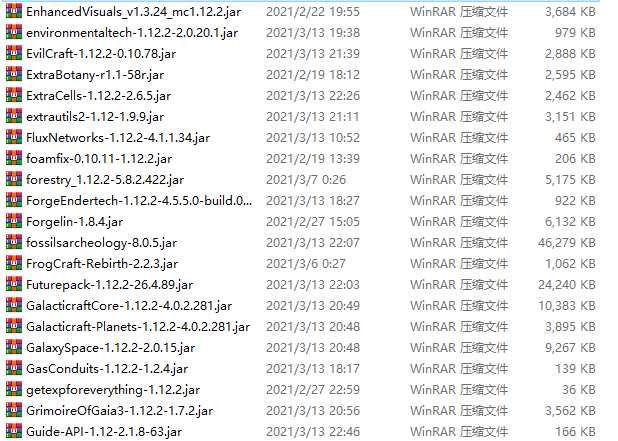 EnhancedVisuals_v1.3.24_mc1.12.2.jar 2021/2/22 19:55 WinRAR 压缩文件 3,684 KB
environmentaltech-1.12.2-2.0.20.1.jar 2021/3/13 19:38 WinRAR 压缩文件 979 KB
EvilCraft-1.12.2-0.10.78.jar 2021/3/13 21:39 WinRAR 压缩文件 2,888 KB
ExtraBotany-r1.1-58r.jar 2021/2/19 18:12 WinRAR 压缩文件 2,595 KB
ExtraCells-1.12.2-2.6.5.jar 2021/3/13 22:26 WinRAR 压缩文件 2,462 KB
extrautils2-1.12-1.9.9.jar 2021/3/13 21:11 WinRAR 压缩文件 3,151 KB
FluxNetworks-1.12.2-4.1.1.34.jar 2021/3/13 10:52 WinRAR 压缩文件 465 KB
foamfix-0.10.11-1.12.2.jar 2021/2/19 13:39 WinRAR 压缩文件 206 KB
forestry_1.12.2-5.8.2.422.jar 2021/3/7 0:26 WinRAR 压缩文件 5,175 KB
ForgeEndertech-1.12.2-4.5.5.0-build.0... 2021/3/13 18:27 WinRAR 压缩文件 922 KB
Forgelin-1.8.4.jar 2021/2/27 15:05 WinRAR 压缩文件 6,132 KB
fossilsarcheology-8.0.5.jar 2021/3/13 22:07 WinRAR 压缩文件 46,279 KB
FrogCraft-Rebirth-2.2.3.jar 2021/3/6 0:27 WinRAR 压缩文件 1,062 KB
Futurepack-1.12.2-26.4.89.jar 2021/3/13 22:03 WinRAR 压缩文件 24,240 KB
GalacticraftCore-1.12.2-4.0.2.281.jar 2021/3/13 20:49 WinRAR 压缩文件 10,383 KB
Galacticraft-Planets-1.12.2-4.0.2.281.jar 2021/3/13 20:48 WinRAR 压缩文件 3,895 KB
GalaxySpace-1.12.2-2.0.15.jar 2021/3/13 20:48 WinRAR 压缩文件 9,267 KB
GasConduits-1.12.2-1.2.4.jar 2021/3/13 18:17 WinRAR 压缩文件 139 KB
getexpforeverything-1.12.2.jar 2021/2/27 22:59 WinRAR 压缩文件 36 KB
GrimoireOfGaia3-1.12.2-1.7.2.jar 2021/3/13 20:56 WinRAR 压缩文件 3,562 KB
Guide-API-1.12-2.1.8-63.jar 2021/3/13 22:46 WinRAR 压缩文件 166 KB